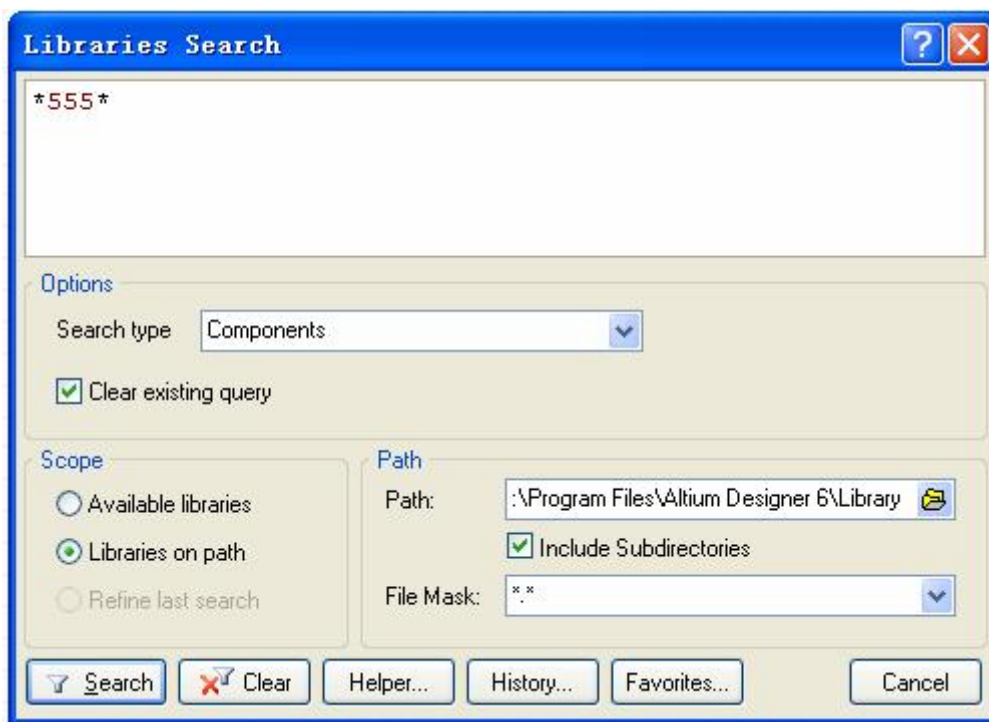 Libraries Search
*555*
Options
Search type Components
Clear existing query
Scope
Available libraries
Libraries on path
Refine last search
Path
Path: :\Program Files\Altium Designer 6\Library
Include Subdirectories
File Mask: *.*
Search Clear Helper... History... Favorites... Cancel